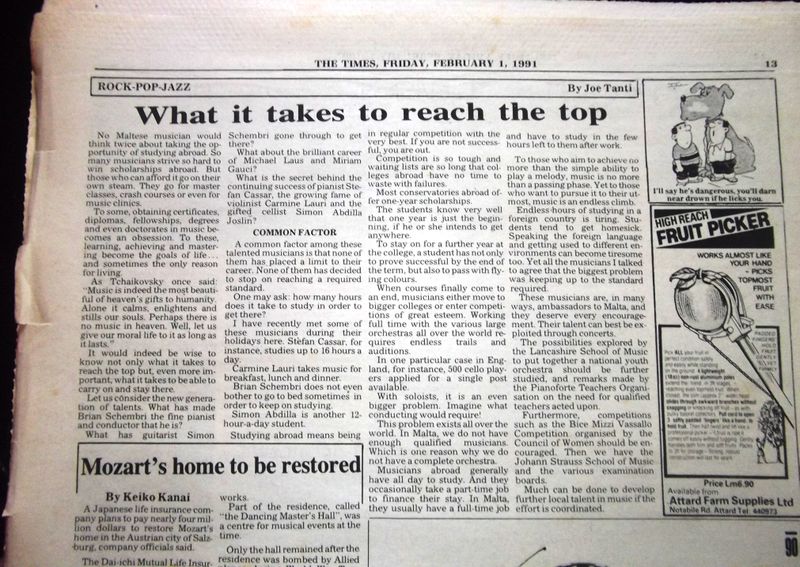 THE TIMES, FRIDAY, FEBRUARY 1, 1991
13
ROCK-POP-JAZZ
By Joe Tanti
What it takes to reach the top
No Maltese musician would
think twice about taking the op-
portunity of studying abroad. So
many musicians strive so hard to
win scholarships abroad. But
those who can afford it go on their
own steam. They go for master
classes, crash courses or even for
music clinics.
To some, obtaining certificates,
diplomas, fellowships, degrees
and even doctorates in music be-
comes an obsession. To these,
learning, achieving and master-
ing become the goals of life...
and sometimes the only reason
for living.
As Tchaikovsky once said:
"Music is indeed the most beauti-
ful of heaven's gifts to humanity.
Alone it calms, enlightens and
stills our souls. Perhaps there is
no music in heaven. Well, let us
give our moral life to it as long as
it lasts."
It would indeed be wise to
know not only what it takes to
reach the top but, even more im-
portant, what it takes to be able to
carry on and stay there.
Let us consider the new genera-
tion of talents. What has made
Brian Schembri the fine pianist
and conductor that he is?
What has guitarist Simon
Schembri gone through to get
there?
What about the brilliant career
of Michael Laus and Miriam
Gauci?
What is the secret behind the
continuing success of pianist Ste-
fan Cassar, the growing fame of
violinist Carmine Lauri and the
gifted cellist Simon Abdilla
Joslin?
COMMON FACTOR
A common factor among these
talented musicians is that none of
them has placed a limit to their
career. None of them has decided
to stop on reaching a required
standard.
One may ask: how many hours
does it take to study in order to
get there?
I have recently met some of
these musicians during their
holidays here. Stefan Cassar, for
instance, studies up to 16 hours a
day.
Carmine Lauri takes music for
breakfast, lunch and dinner.
Brian Schembri does not even
bother to go to bed sometimes in
order to keep on studying.
Simon Abdilla is another 12-
hour-a-day student.
Studying abroad means being
in regular competition with the
very best. If you are not success-
ful, you are out.
Competition is so tough and
waiting lists are so long that col-
leges abroad have no time to
waste with failures.
Most conservatories abroad of-
fer one-year scholarships.
The students know very well
that one year is just the begin-
ning, if he or she intends to get
anywhere.
To stay on for a further year at
the college, a student has not only
to prove successful by the end of
the term, but also to pass with fly-
ing colours.
When courses finally come to
an end, musicians either move to
bigger colleges or enter competi-
tions of great esteem. Working
full time with the various large
orchestras all over the world re-
quires endless trails and
auditions.
In one particular case in Eng-
land, for instance, 500 cello play-
ers applied for a single post
available.
With soloists, it is an even
bigger problem. Imagine what
conducting would require!
This problem exists all over the
world. In Malta, we do not have
enough qualified musicians.
Which is one reason why we do
not have a complete orchestra.
Musicians abroad generally
have all day to study. And they
occasionally take a part-time job
to finance their stay. In Malta,
they usually have a full-time job
and have to study in the few
hours left to them after work.
To those who aim to achieve no
more than the simple ability to
play a melody, music is no more
than a passing phase. Yet to those
who want to pursue it to their ut-
most, music is an endless climb.
Endless hours of studying in a
foreign country is tiring. Stu-
dents tend to get homesick.
Speaking the foreign language
and getting used to different en-
vironments can become tiresome
too. Yet all the musicians I talked
to agree that the biggest problem
was keeping up to the standard
required.
These musicians are, in many
ways, ambassadors to Malta, and
they deserve every encourage-
ment. Their talent can best be ex-
ploited through concerts.
The possibilities explored by
the Lancashire School of Music
to put together a national youth
orchestra should be further
studied, and remarks made by
the Pianoforte Teachers Organi-
sation on the need for qualified
teachers acted upon.
Furthermore, competitions
such as the Bice Mizzi Vassallo
Competition organised by the
Council of Women should be en-
couraged. Then we have the
Johann Strauss School of Music
and the various examination
boards.
Much can be done to develop
further local talent in music if the
effort is coordinated.
I'll say he's dangerous, you'll darn
near drown if he licks you.
HIGH REACH
FRUIT PICKER
WORKS ALMOST LIKE
YOUR HAND
- PICKS
TOPMOST
FRUIT
WITH
EASE
PADDED
FINGERS
HOLD
FRUIT
Price Lm6.90
Available from
Attard Farm Supplies Ltd
Notabile Rd. Attard Tel: 440973
Mozart's home to be restored
By Keiko Kanai
A Japanese life insurance com-
pany plans to pay nearly four mil-
lion dollars to restore Mozart's
home in the Austrian city of Salz-
burg, company officials said.
The Dai-ichi Mutual Life Insur-
works.
Part of the residence, called
"the Dancing Master's Hall", was
a centre for musical events at the
time.
Only the hall remained after the
residence was bombed by Allied
90